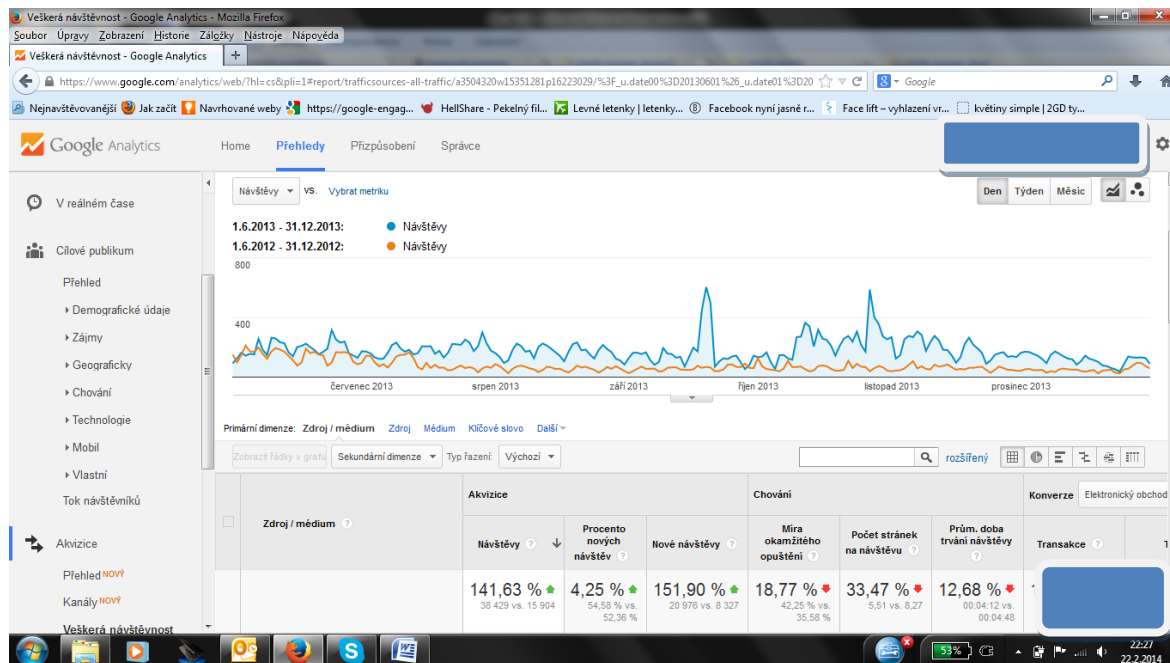 Veškerá návštěvnost - Google Analytics - Mozilla Firefox
Soubor Úpravy Zobrazení Historie Záložky Nástroje Nápověda
Veškerá návštěvnost - Google Analytics
https://www.google.com/analytics/web/?hl=cs&pli=1#report/trafficsources-all-traffic/a3504320w15351281p16223029/%3F_u.date00%3D20130601%26_u.date01%3D20 Google
Nejnavštěvovanější Jak začít Navrhované weby https://google-engag... HellShare - Pekelný fil... Levné letenky | letenky... Facebook nyní jasné r... Face lift – vyhlazení vr... květiny simple | 2GD ty...
Google Analytics Home Přehledy Přizpůsobení Správce
V reálném čase
Cílové publikum
Přehled
Demografické údaje
Zájmy
Geograficky
Chování
Technologie
Mobil
Vlastní
Tok návštěvníků
Akvizice
Přehled NOVÝ
Kanály NOVÝ
Veškerá návštěvnost
Návštěvy VS. Vybrat metriku Den Týden Měsíc
1.6.2013 - 31.12.2013: Návštěvy
1.6.2012 - 31.12.2012: Návštěvy
800
400
červenec 2013 srpen 2013 září 2013 říjen 2013 listopad 2013 prosinec 2013
Primární dimenze: Zdroj / médium Zdroj Médium Klíčové slovo Další
Zobrazit řádky v grafu Sekundární dimenze Typ řazení: Výchozí rozšířený
Akvizice Chování Konverze Elektronický obchod
Zdroj / médium Návštěvy Procento nových návštěv Nové návštěvy Míra okamžitého opuštění Počet stránek na návštěvu Prům. doba trvání návštěvy Transakce
141,63 % 4,25 % 151,90 % 18,77 % 33,47 % 12,68 %
38 429 vs. 15 904 54,58 % vs. 52,36 % 20 976 vs. 8 327 42,25 % vs. 35,58 % 5,51 vs. 8,27 00:04:12 vs. 00:04:48
53%
22:27
22.2.2014